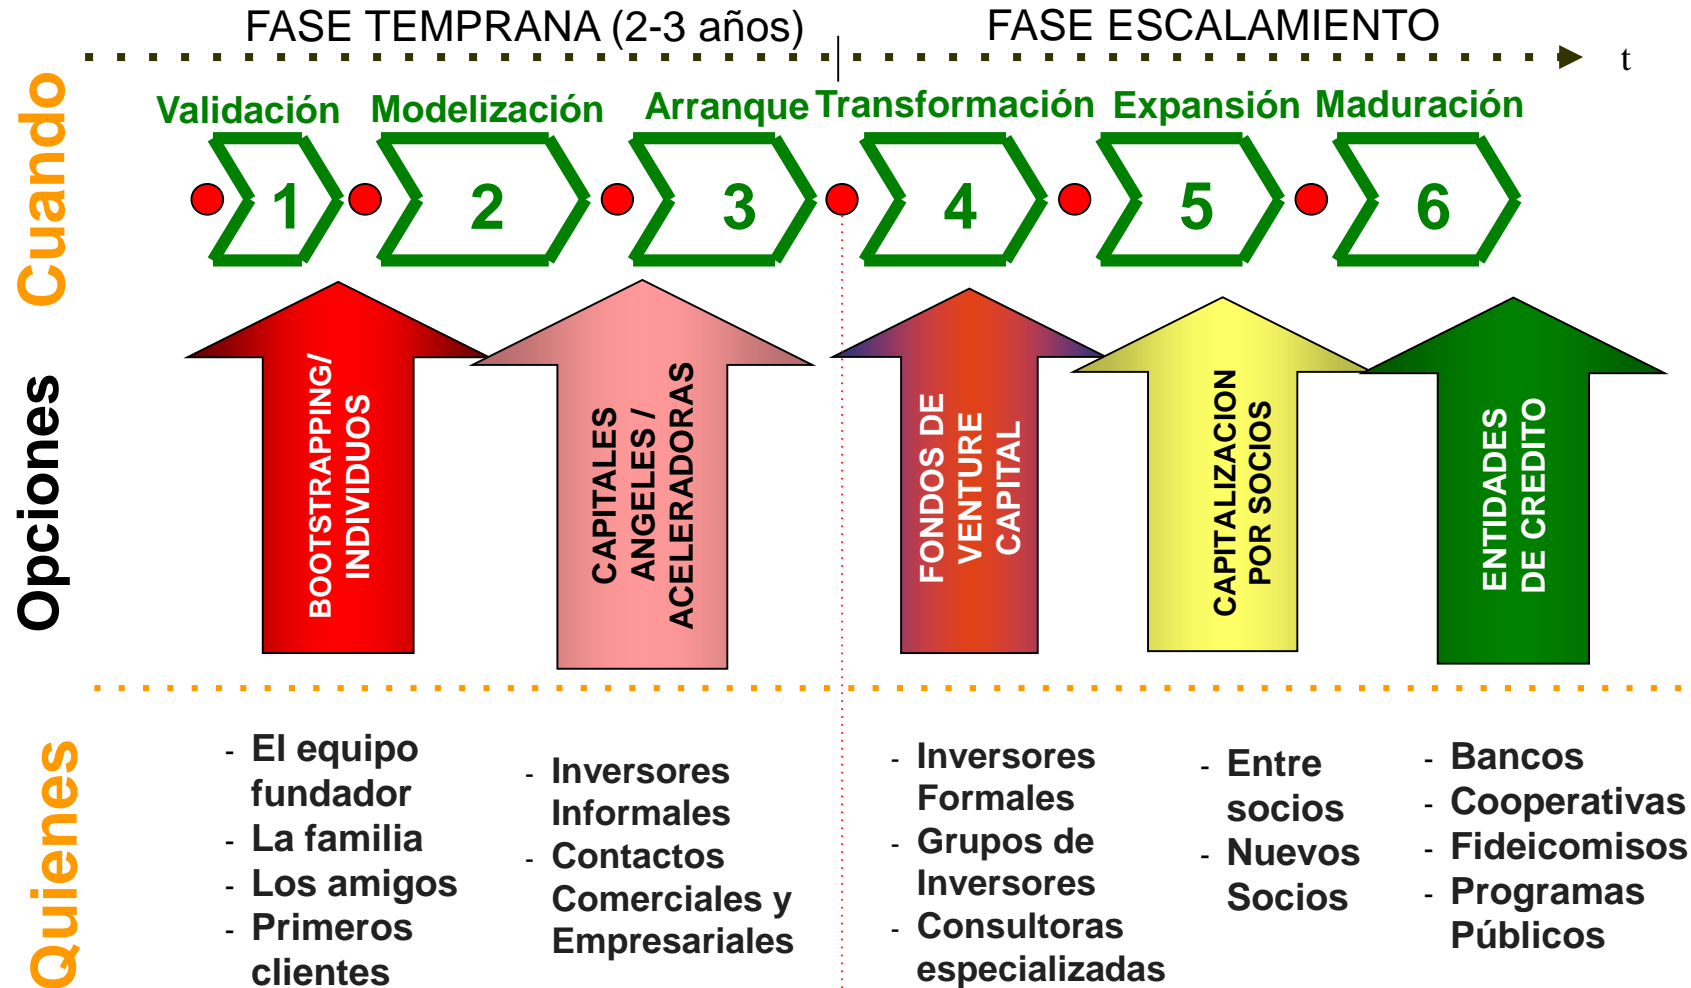 FASE TEMPRANA (2-3 años)
FASE ESCALAMIENTO
t
Cuando
Validación
Modelización
Arranque
Transformación
Expansión
Maduración
1
2
3
4
5
6
Opciones
BOOTSTRAPPING/
INDIVIDUOS
CAPITALES
ANGELES /
ACELERADORAS
FONDOS DE
VENTURE
CAPITAL
CAPITALIZACION
POR SOCIOS
ENTIDADES
DE CREDITO
Quienes
- El equipo
fundador
- La familia
- Los amigos
- Primeros
clientes
- Inversores
Informales
- Contactos
Comerciales y
Empresariales
- Inversores
Formales
- Grupos de
Inversores
- Consultoras
especializadas
- Entre
socios
- Nuevos
Socios
- Bancos
- Cooperativas
- Fideicomisos
- Programas
Públicos